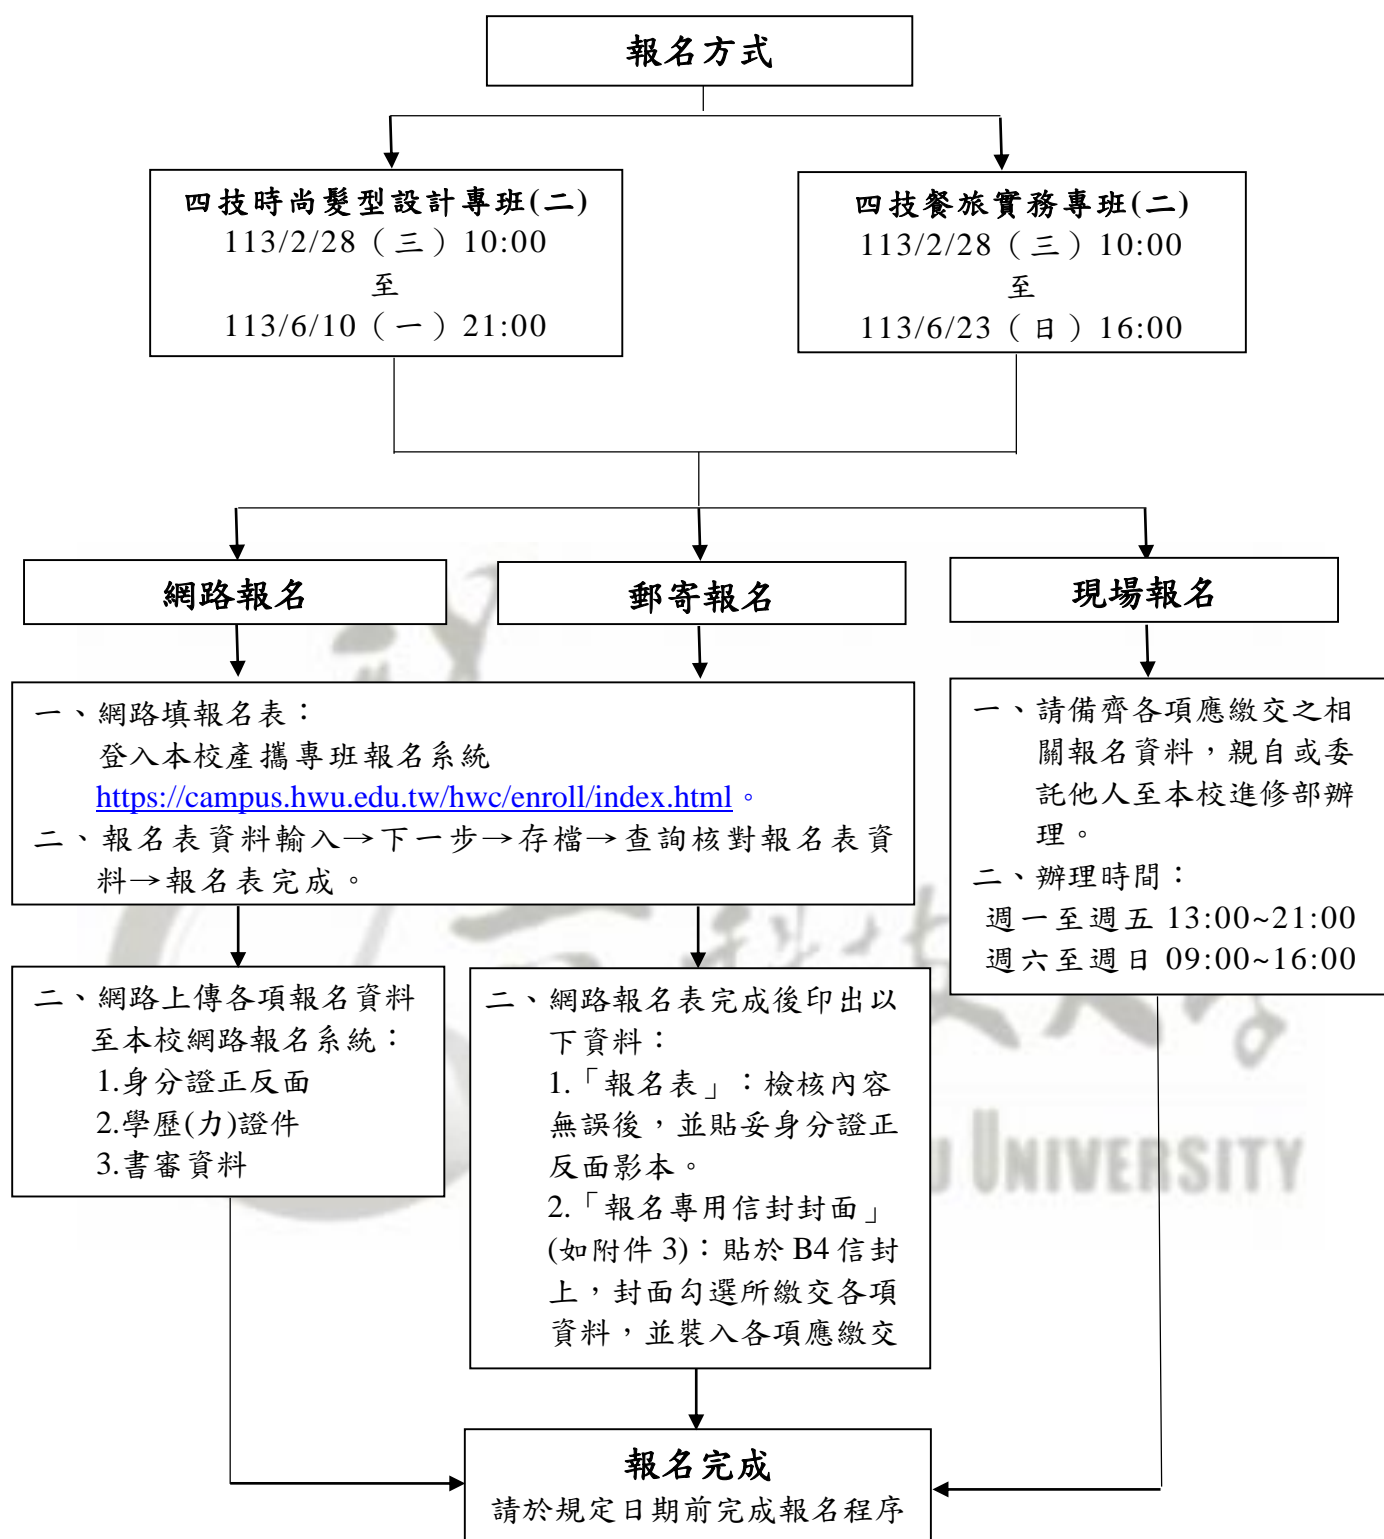 報名方式
四技時尚髮型設計專班(二)
113/2/28（三）10:00
至
113/6/10（一）21:00
四技餐旅實務專班(二)
113/2/28（三）10:00
至
113/6/23（日）16:00
網路報名
郵寄報名
現場報名
一、網路填報名表：
登入本校產攜專班報名系統
https://campus.hwu.edu.tw/hwc/enroll/index.html。
二、報名表資料輸入→下一步→存檔→查詢核對報名表資
料→報名表完成。
一、請備齊各項應繳交之相
關報名資料，親自或委
託他人至本校進修部辦
理。
二、辦理時間：
週一至週五 13:00~21:00
週六至週日 09:00~16:00
二、網路上傳各項報名資料
至本校網路報名系統：
1.身分證正反面
2.學歷(力)證件
3.書審資料
二、網路報名表完成後印出以
下資料：
1.「報名表」：檢核內容
無誤後，並貼妥身分證正
反面影本。
2.「報名專用信封封面」
(如附件 3)：貼於 B4 信封
上，封面勾選所繳交各項
資料，並裝入各項應繳交
科技大學
UNIVERSITY
報名完成
請於規定日期前完成報名程序